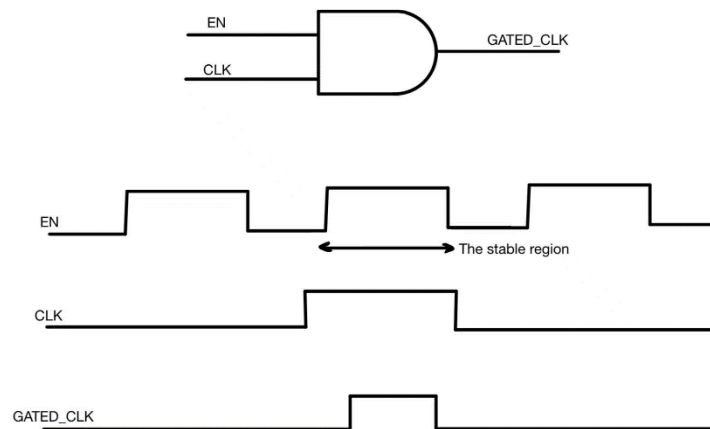 EN
GATED_CLK
CLK
EN
The stable region
CLK
GATED_CLK